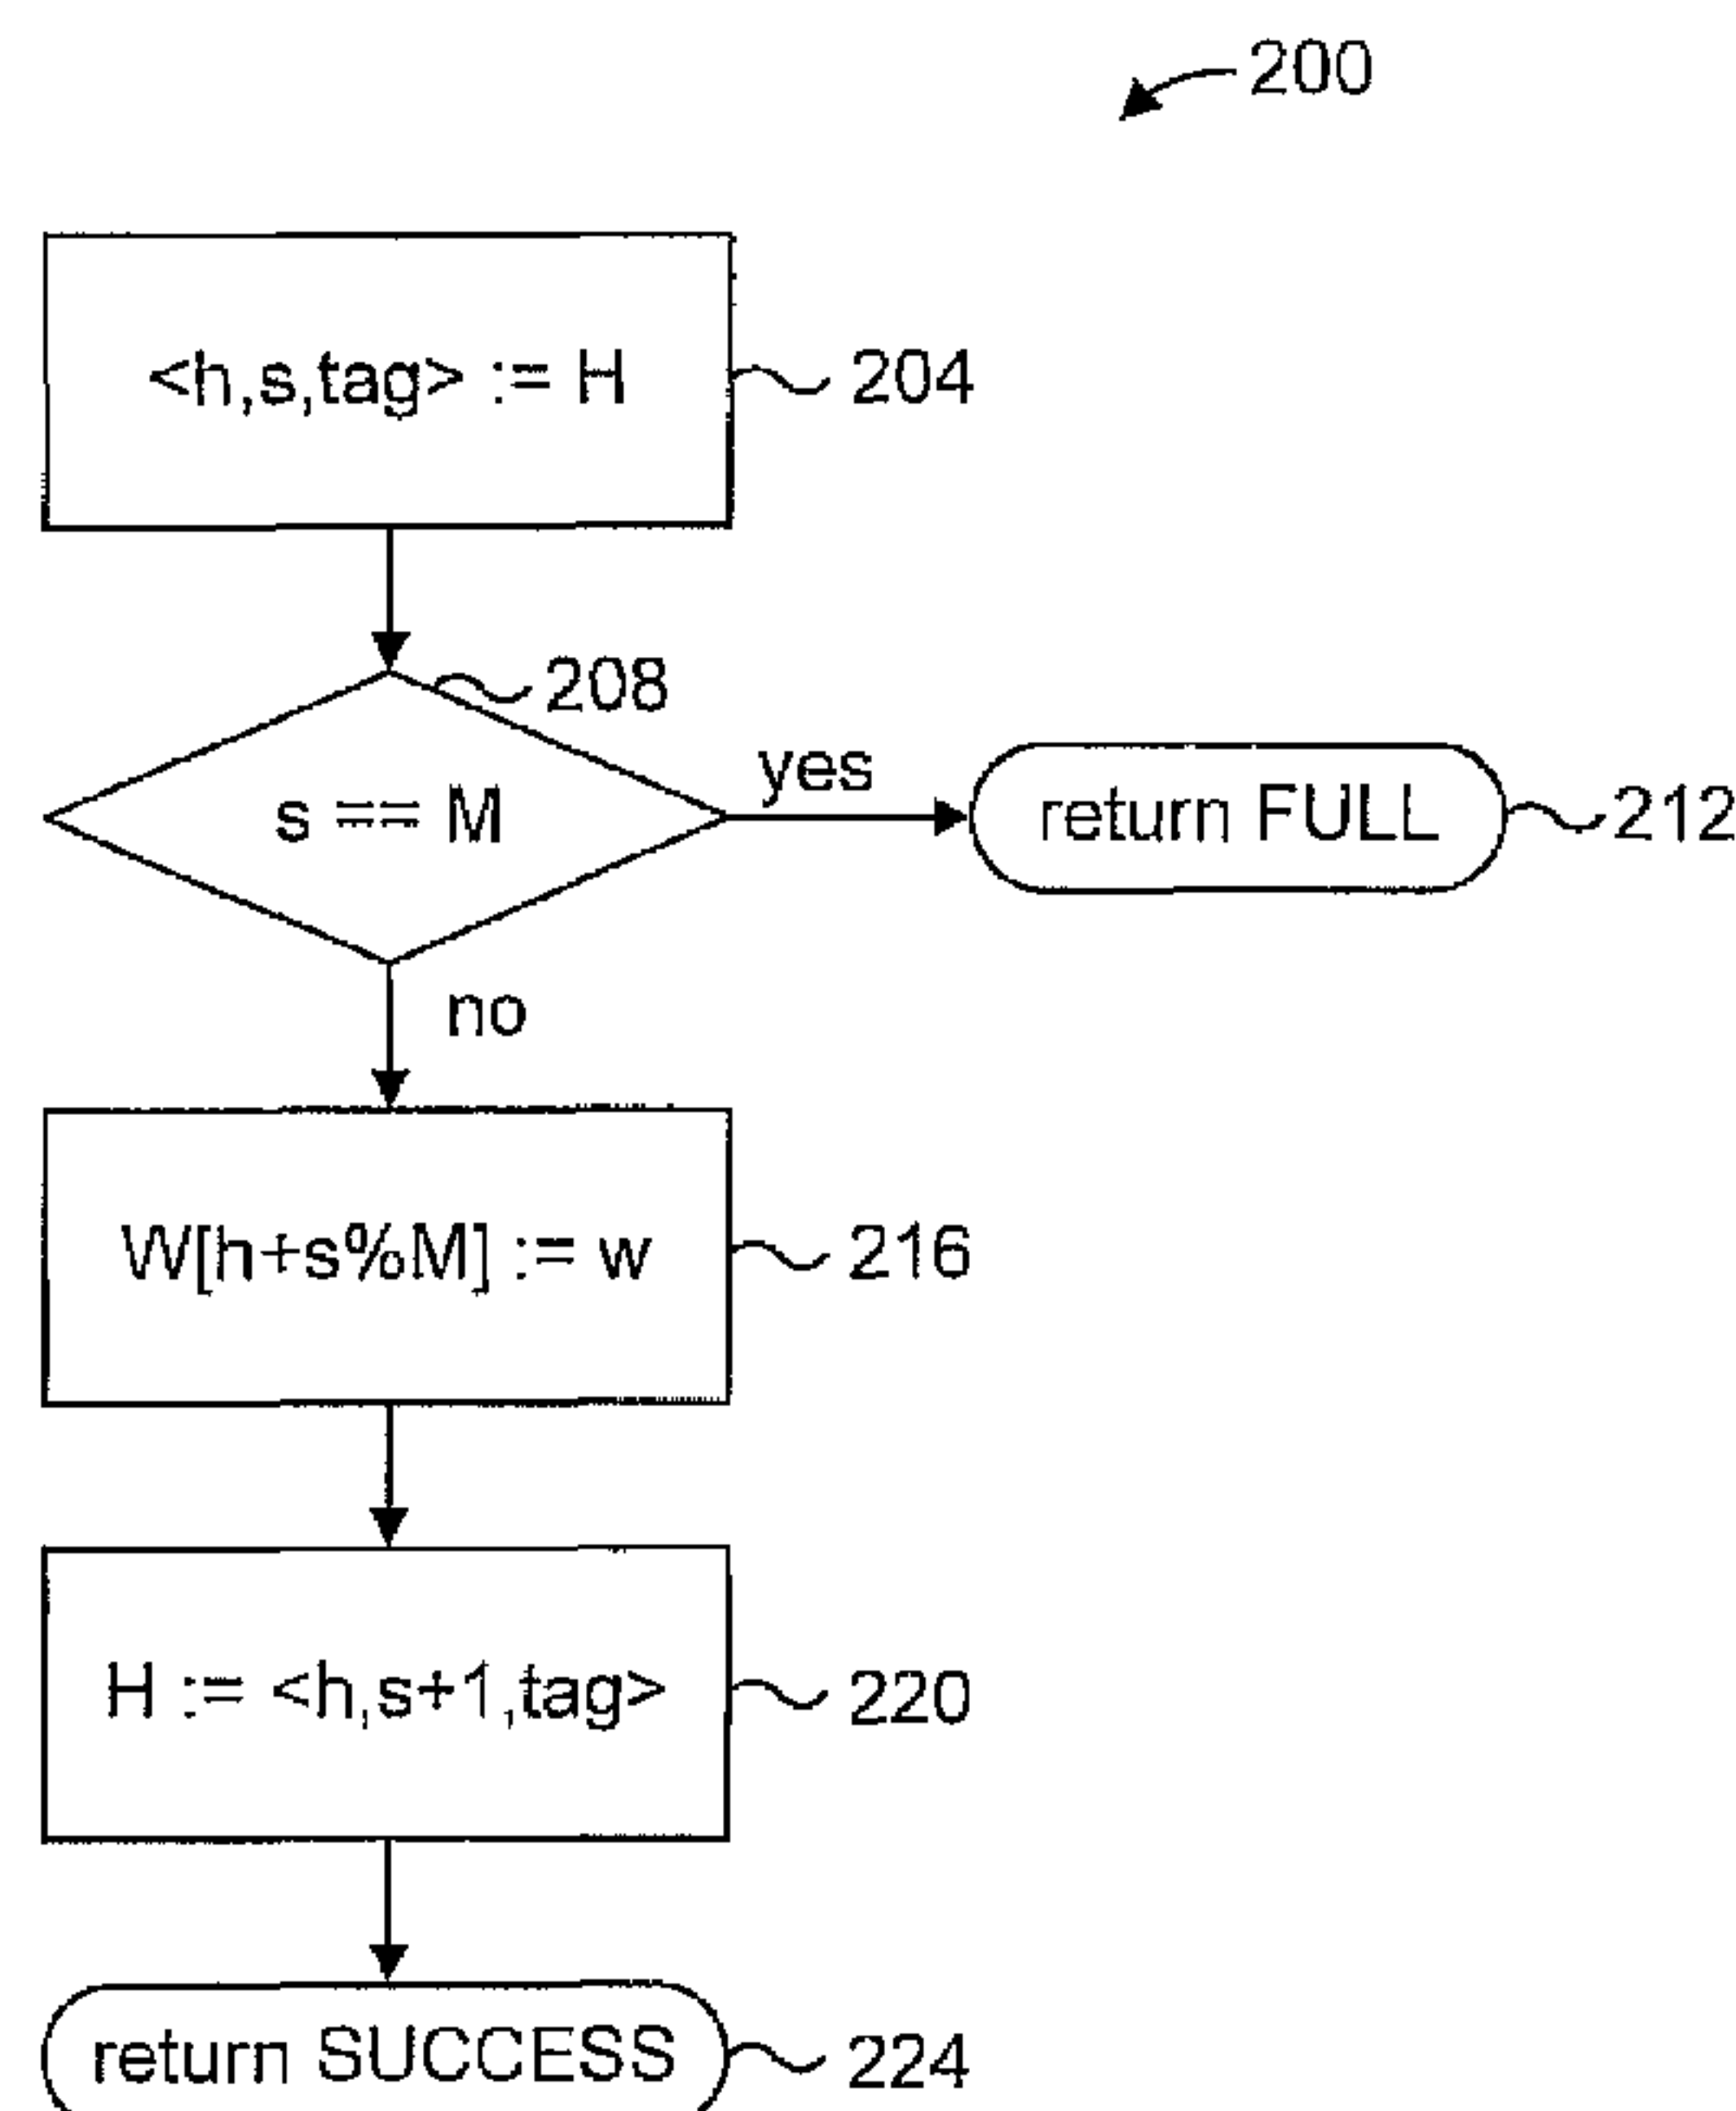 200
<h,s,tag> := H
204
208
s == M
yes
return FULL
212
no
W[h+s%M] := w
216
H := <h,s+1,tag>
220
return SUCCESS
224